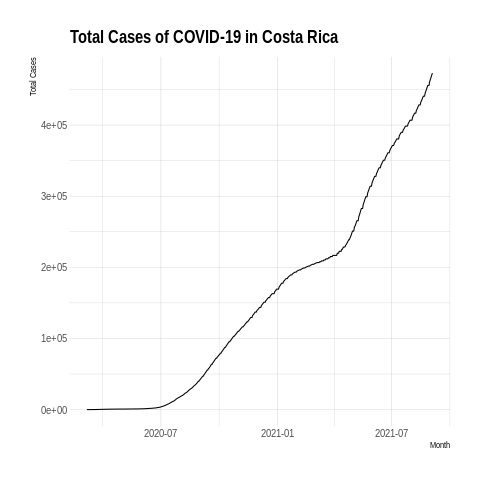 Total Cases of COVID-19 in Costa Rica
Total Cases
4e+05
3e+05
2e+05
1e+05
0e+00
2020-07 2021-01 2021-07
Month